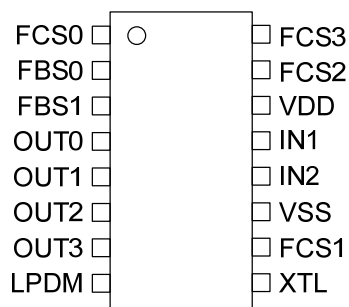 FCS0 FCS3
FBS0 FCS2
FBS1 VDD
OUT0 IN1
OUT1 IN2
OUT2 VSS
OUT3 FCS1
LPDM XTL